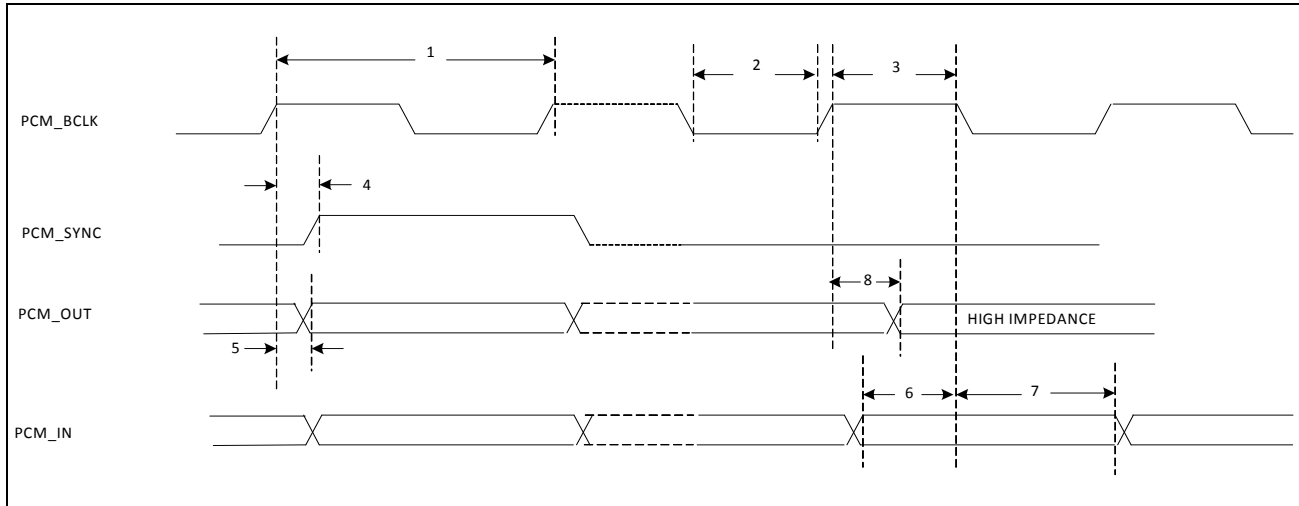 1
2
3
PCM_BCLK
4
PCM_SYNC
8
PCM_OUT
HIGH IMPEDANCE
5
6
7
PCM_IN